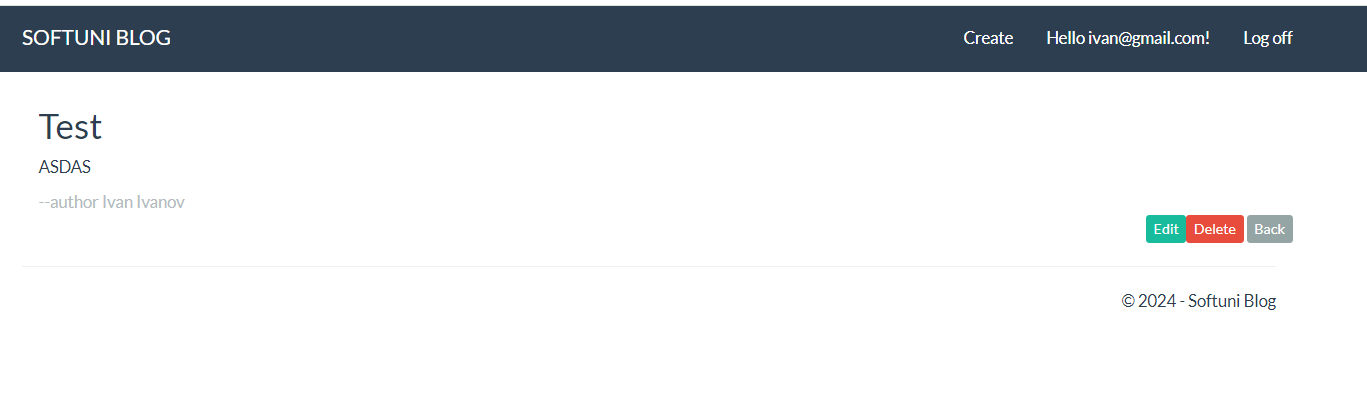 SOFTUNI BLOG Create Hello ivan@gmail.com! Log off
Test
ASDAS
--author Ivan Ivanov
Edit Delete Back
© 2024 - Softuni Blog